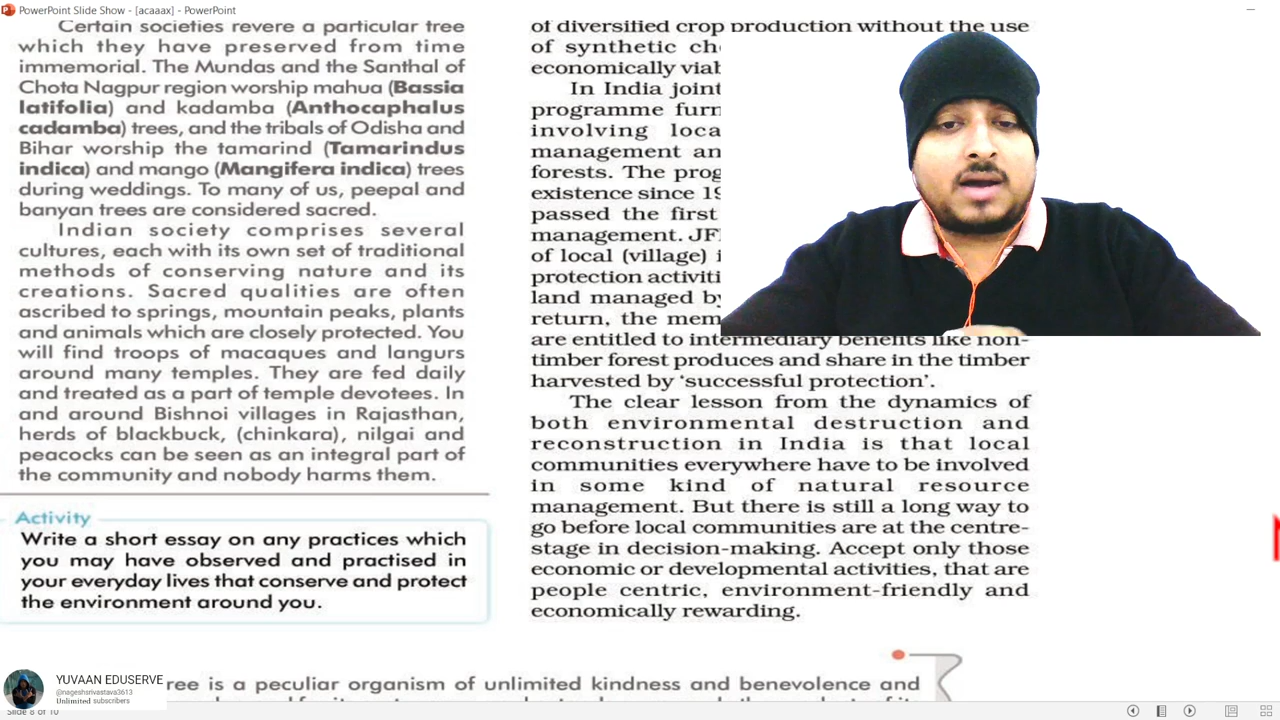 PowerPoint Slide Show - [acaaax] - PowerPoint
Certain societies revere a particular tree
which they have preserved from time
immemorial. The Mundas and the Santhal of
Chota Nagpur region worship mahua (Bassia
latifolia) and kadamba (Anthocaphalus
cadamba) trees, and the tribals of Odisha and
Bihar worship the tamarind (Tamarindus
indica) and mango (Mangifera indica) trees
during weddings. To many of us, peepal and
banyan trees are considered sacred.
Indian society comprises several
cultures, each with its own set of traditional
methods of conserving nature and its
creations. Sacred qualities are often
ascribed to springs, mountain peaks, plants
and animals which are closely protected. You
will find troops of macaques and langurs
around many temples. They are fed daily
and treated as a part of temple devotees. In
and around Bishnoi villages in Rajasthan,
herds of blackbuck, (chinkara), nilgai and
peacocks can be seen as an integral part of
the community and nobody harms them.
Activity
Write a short essay on any practices which
you may have observed and practised in
your everyday lives that conserve and protect
the environment around you.
of diversified crop production without the use
of synthetic
economically
In India joint
programme
involving
management
forests. The
existence since
passed the first
management.
of local (village)
protection
land managed by
return, the
are entitled to intermediary benefits like non-
timber forest produces and share in the timber
harvested by ‘successful protection’.
The clear lesson from the dynamics of
both environmental destruction and
reconstruction in India is that local
communities everywhere have to be involved
in some kind of natural resource
management. But there is still a long way to
go before local communities are at the centre-
stage in decision-making. Accept only those
economic or developmental activities, that are
people centric, environment-friendly and
economically rewarding.
ree is a peculiar organism of unlimited kindness and benevolence and
YUVAAN EDUSERVE
@nageshsrivastava3613
Unlimited subscribers
Slide 8 of 10